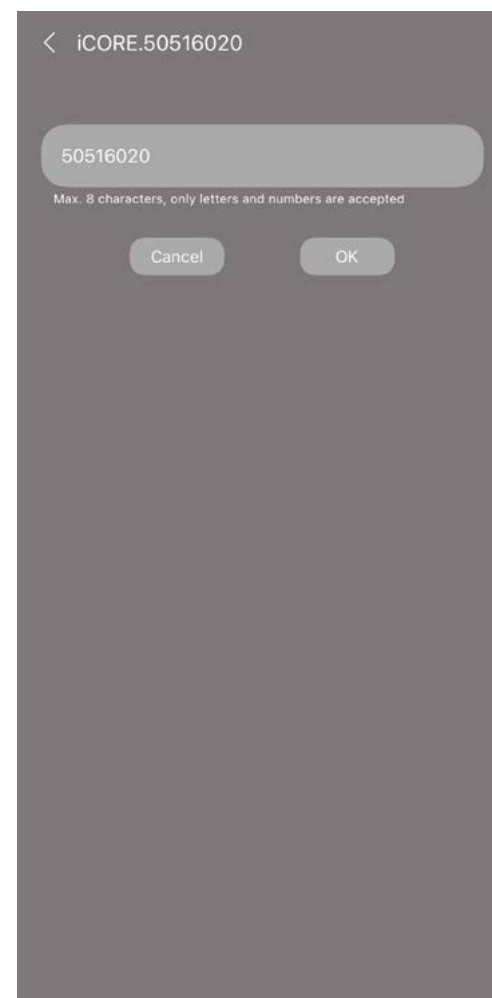 iCORE.50516020
50516020
Max. 8 characters, only letters and numbers are accepted
Cancel
OK